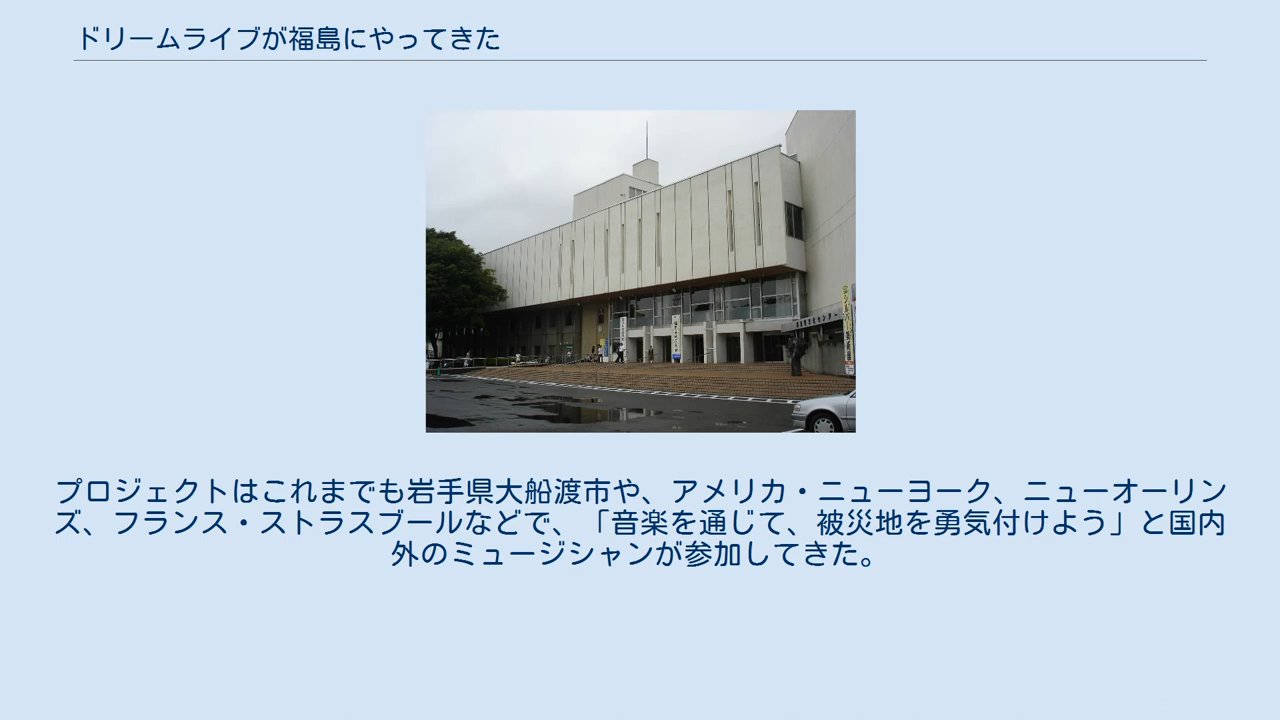 ドリームライブが福島にやってきた
プロジェクトはこれまでも岩手県大船渡市や、アメリカ・ニューヨーク、ニューオーリン
ズ、フランス・ストラスブールなどで、「音楽を通じて、被災地を勇気付けよう」と国内
外のミュージシャンが参加してきた。